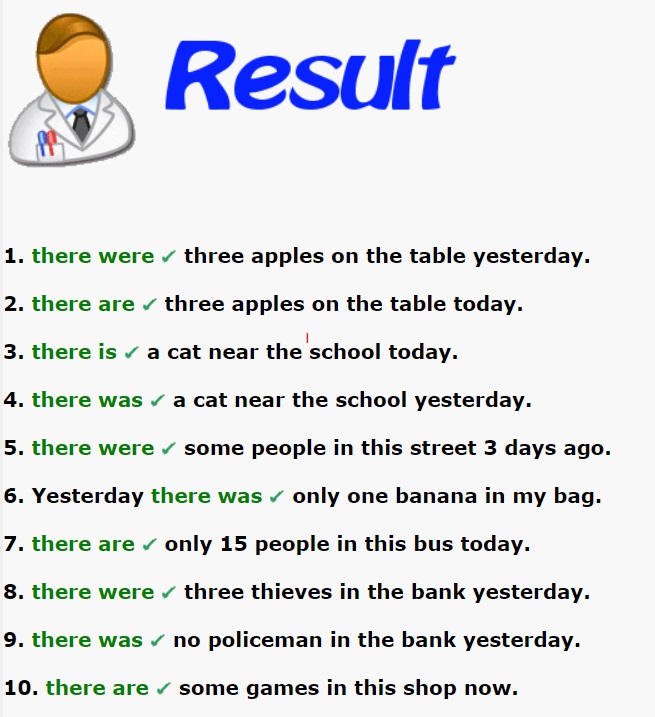 Result
1. there were ✓ three apples on the table yesterday.
2. there are ✓ three apples on the table today.
3. there is ✓ a cat near the school today.
4. there was ✓ a cat near the school yesterday.
5. there were ✓ some people in this street 3 days ago.
6. Yesterday there was ✓ only one banana in my bag.
7. there are ✓ only 15 people in this bus today.
8. there were ✓ three thieves in the bank yesterday.
9. there was ✓ no policeman in the bank yesterday.
10. there are ✓ some games in this shop now.